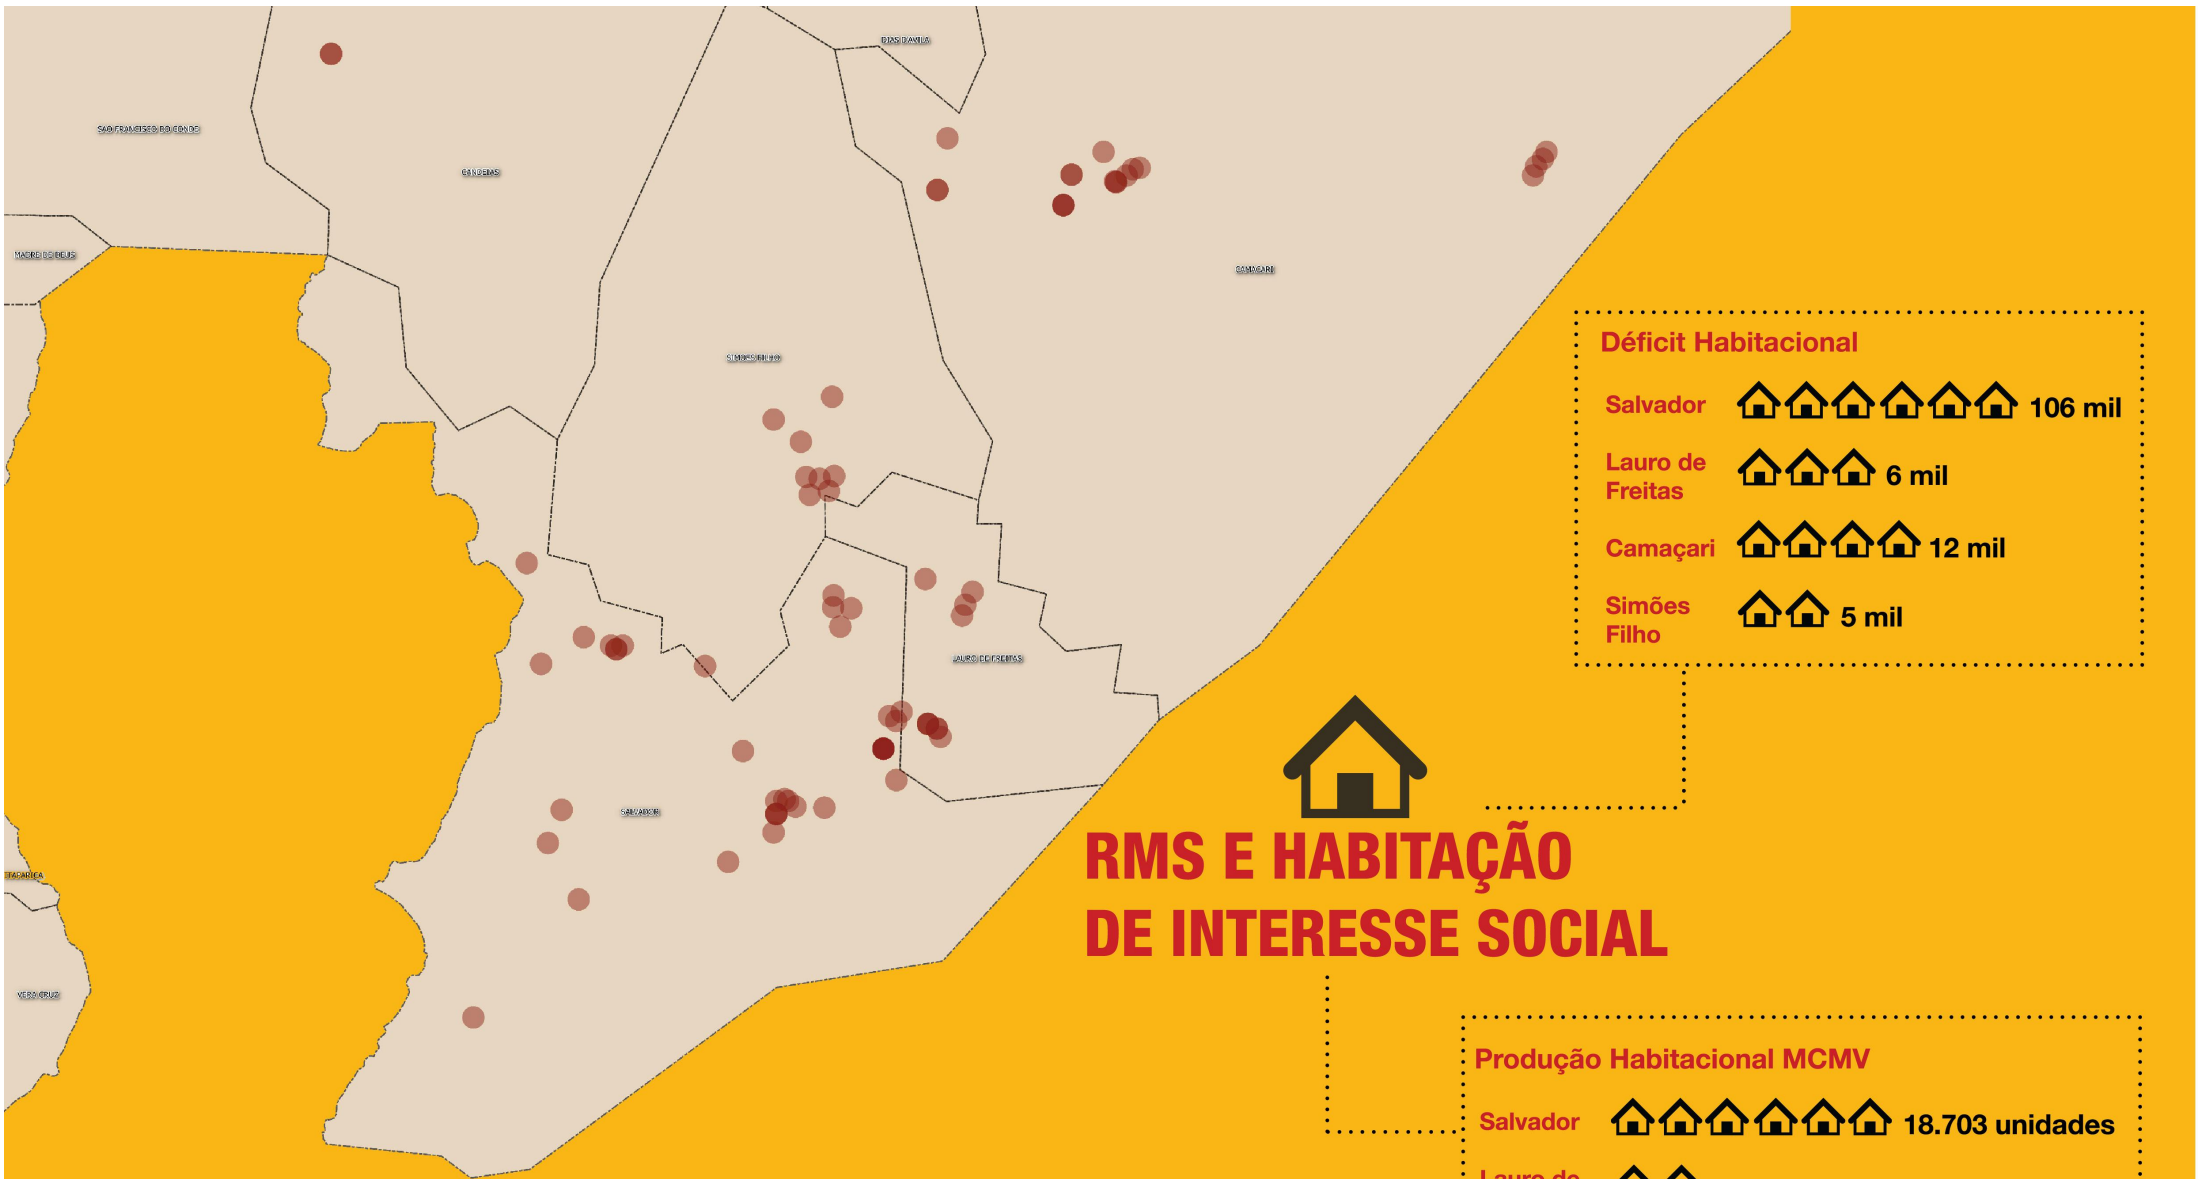 DIAS D'AVILA
SAO FRANCISCO DO CONDE
CANDEIAS
MADRE DE DEUS
CAMACARI
SIMOES FILHO
LAURO DE FREITAS
SALVADOR
ITAPARICA
VERA CRUZ
Déficit Habitacional
Salvador 106 mil
Lauro de
Freitas 6 mil
Camaçari 12 mil
Simões
Filho 5 mil
RMS E HABITAÇÃO
DE INTERESSE SOCIAL
Produção Habitacional MCMV
Salvador 18.703 unidades
Lauro de